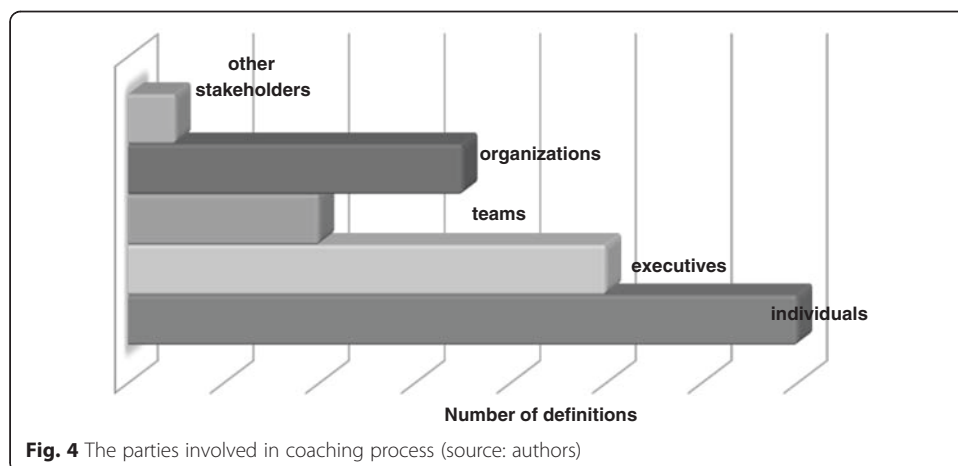 other
stakeholders
organizations
teams
executives
individuals
Number of definitions
Fig. 4 The parties involved in coaching process (source: authors)